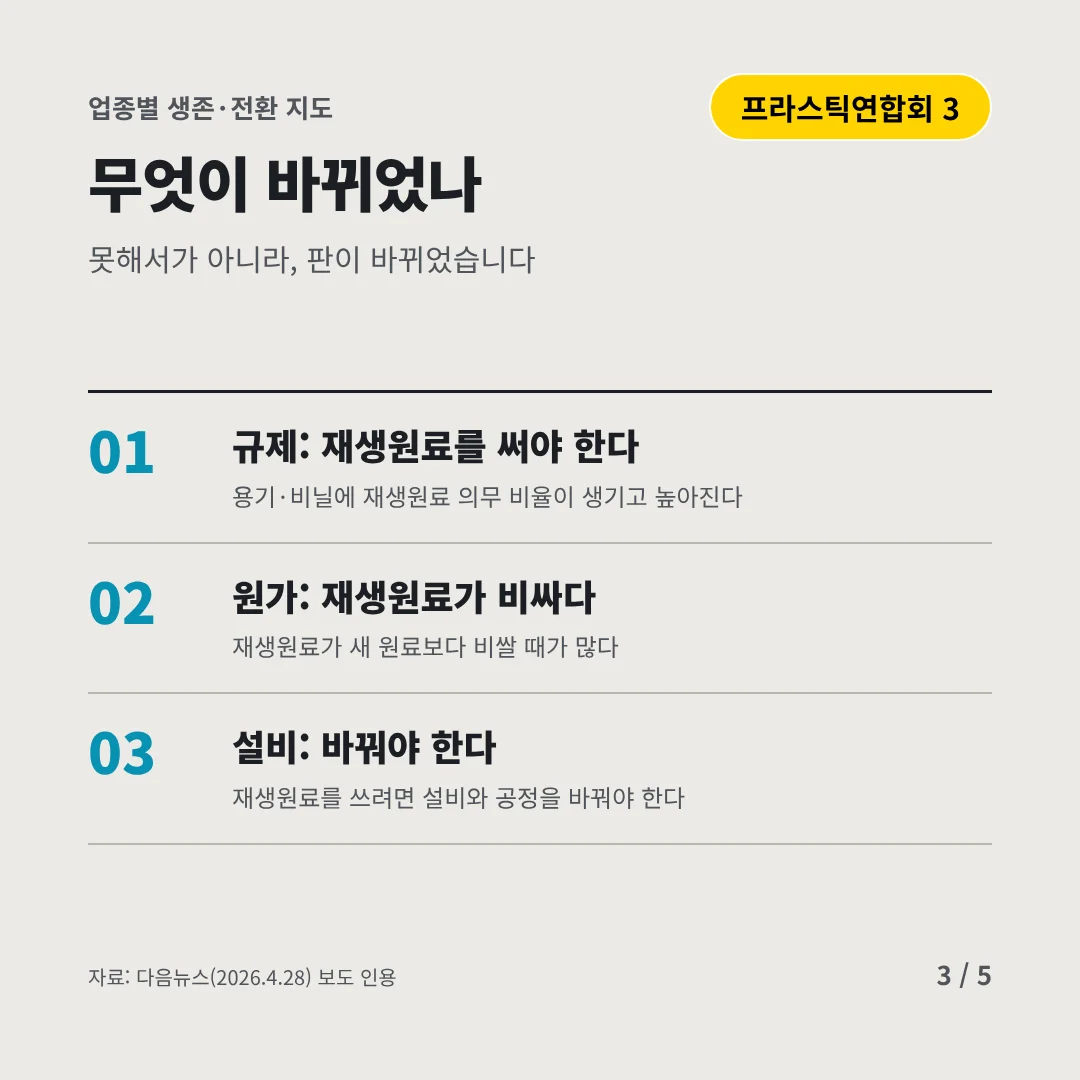 업종별 생존·전환 지도
프라스틱연합회 3
무엇이 바뀌었나
못해서가 아니라, 판이 바뀌었습니다
01
규제: 재생원료를 써야 한다
용기·비닐에 재생원료 의무 비율이 생기고 높아진다
02
원가: 재생원료가 비싸다
재생원료가 새 원료보다 비쌀 때가 많다
03
설비: 바꿔야 한다
재생원료를 쓰려면 설비와 공정을 바꿔야 한다
자료: 다음뉴스(2026.4.28) 보도 인용
3 / 5